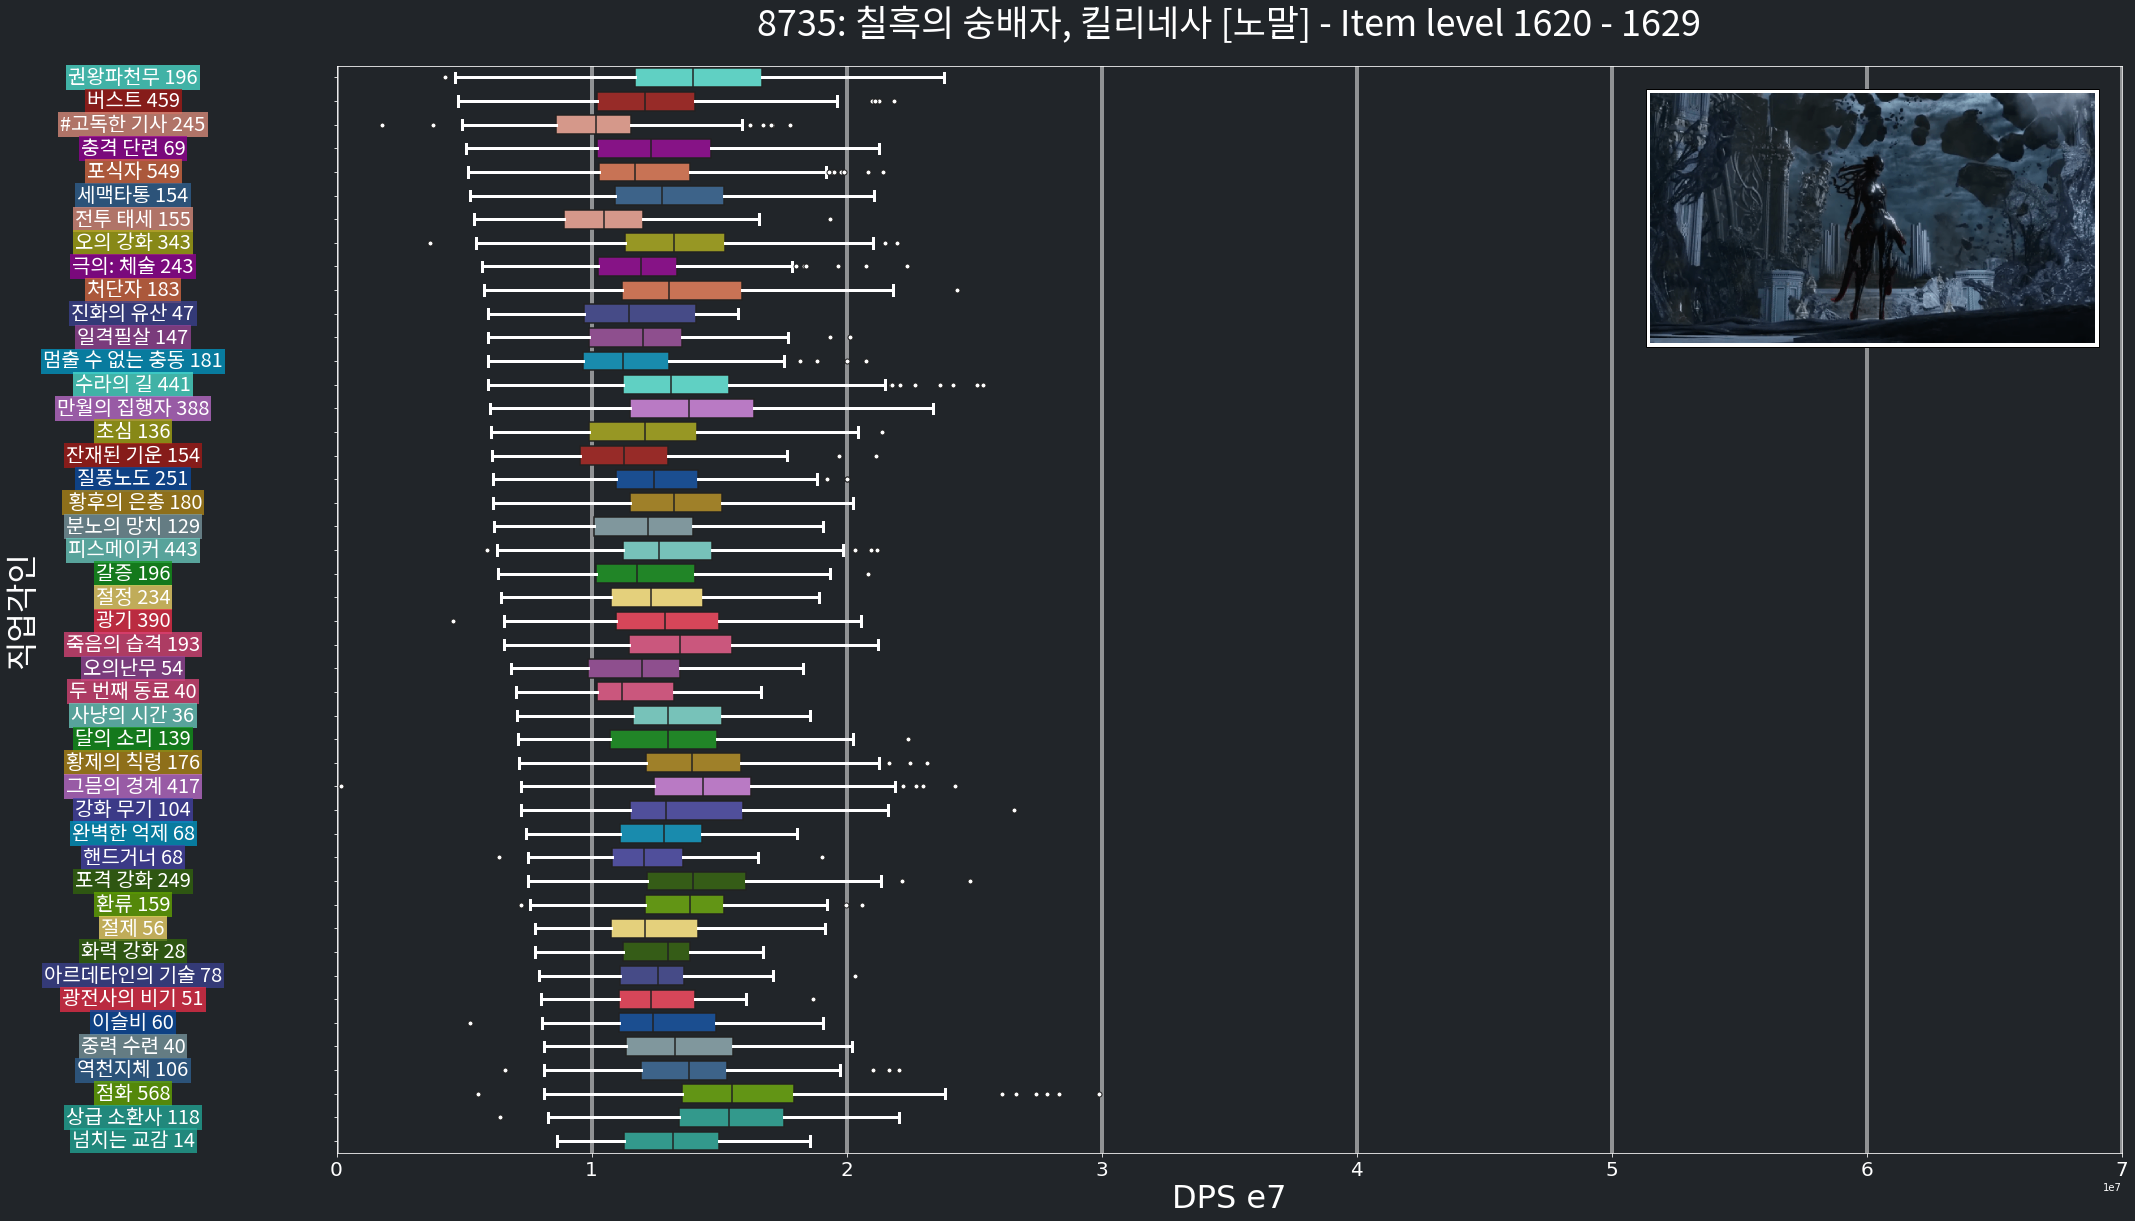 8735: 칠흑의 숭배자, 킬리네사 [노말] - Item level 1620 - 1629
권왕파천무 196
버스트 459
#고독한 기사 245
충격 단련 69
포식자 549
세맥타통 154
전투 태세 155
오의 강화 343
극의: 체술 243
처단자 183
진화의 유산 47
일격필살 147
멈출 수 없는 충동 181
수라의 길 441
만월의 집행자 388
초심 136
잔재된 기운 154
질풍노도 251
황후의 은총 180
분노의 망치 129
피스메이커 443
갈증 196
절정 234
광기 390
죽음의 습격 193
오의난무 54
두 번째 동료 40
사냥의 시간 36
달의 소리 139
황제의 칙령 176
그믐의 경계 417
강화 무기 104
완벽한 억제 68
핸드거너 68
포격 강화 249
환류 159
절제 56
화력 강화 28
아르데타인의 기술 78
광전사의 비기 51
이슬비 60
중력 수련 40
역천지체 106
점화 568
상급 소환사 118
넘치는 교감 14
직업각인
0 1 2 3 4 5 6 7
DPS e7
1e7